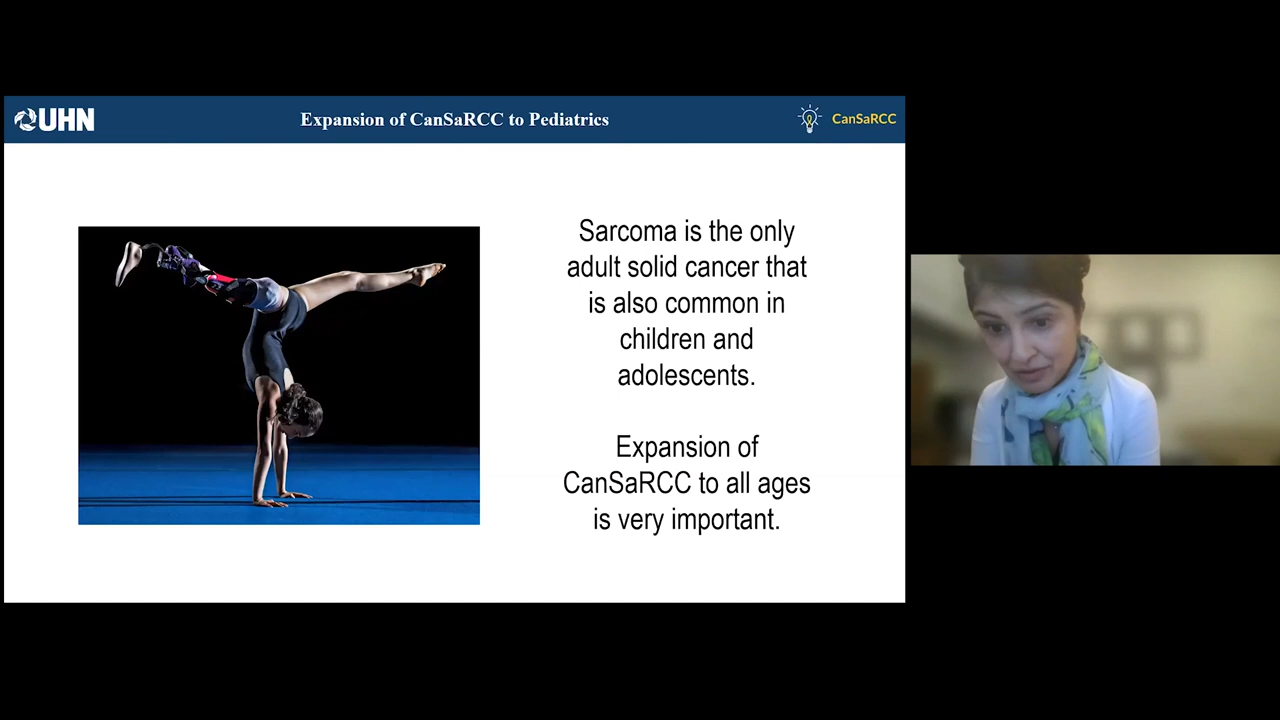 UHN
Expansion of CanSaRCC to Pediatrics
CanSaRCC
Sarcoma is the only
adult solid cancer that
is also common in
children and
adolescents.
Expansion of
CanSaRCC to all ages
is very important.